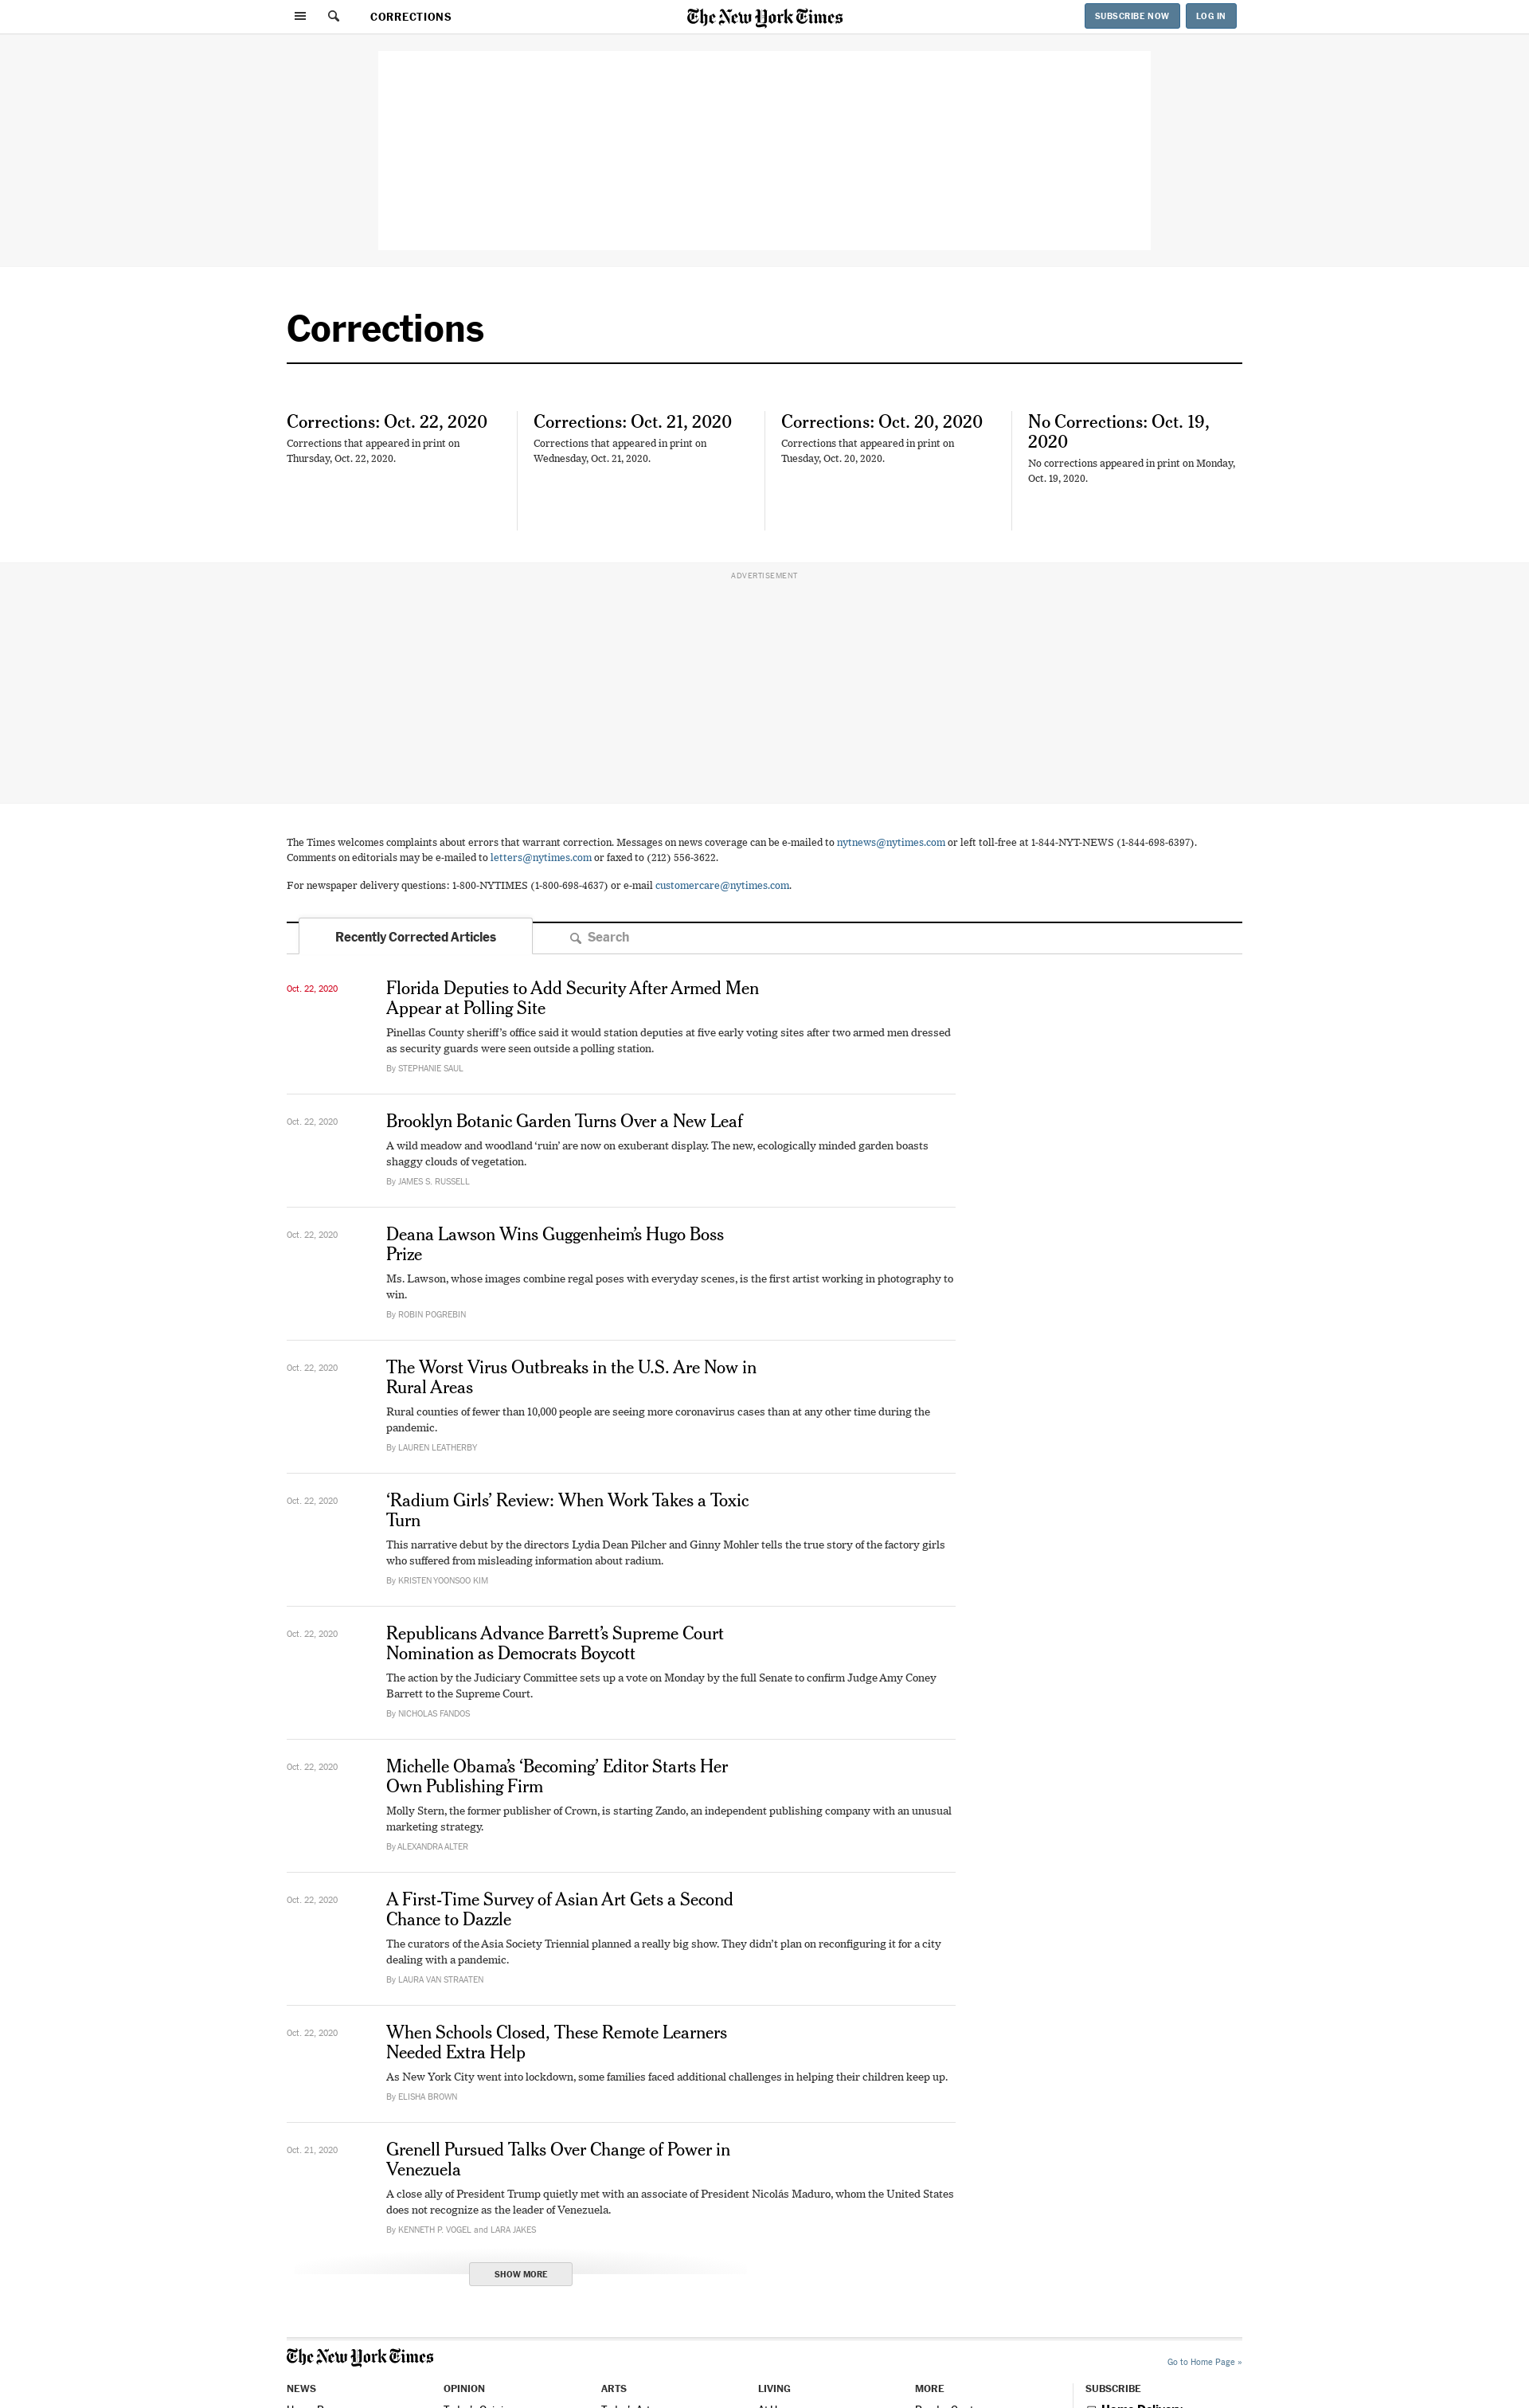 CORRECTIONS
The New York Times
SUBSCRIBE NOW
LOG IN
Corrections
Corrections: Oct. 22, 2020
Corrections that appeared in print on
Thursday, Oct. 22, 2020.
Corrections: Oct. 21, 2020
Corrections that appeared in print on
Wednesday, Oct. 21, 2020.
Corrections: Oct. 20, 2020
Corrections that appeared in print on
Tuesday, Oct. 20, 2020.
No Corrections: Oct. 19,
2020
No corrections appeared in print on Monday,
Oct. 19, 2020.
ADVERTISEMENT
The Times welcomes complaints about errors that warrant correction. Messages on news coverage can be e-mailed to nytnews@nytimes.com or left toll-free at 1-844-NYT-NEWS (1-844-698-6397).
Comments on editorials may be e-mailed to letters@nytimes.com or faxed to (212) 556-3622.
For newspaper delivery questions: 1-800-NYTIMES (1-800-698-4637) or e-mail customercare@nytimes.com.
Recently Corrected Articles
Search
Oct. 22, 2020
Florida Deputies to Add Security After Armed Men
Appear at Polling Site
Pinellas County sheriff’s office said it would station deputies at five early voting sites after two armed men dressed
as security guards were seen outside a polling station.
By STEPHANIE SAUL
Oct. 22, 2020
Brooklyn Botanic Garden Turns Over a New Leaf
A wild meadow and woodland ‘ruin’ are now on exuberant display. The new, ecologically minded garden boasts
shaggy clouds of vegetation.
By JAMES S. RUSSELL
Oct. 22, 2020
Deana Lawson Wins Guggenheim’s Hugo Boss
Prize
Ms. Lawson, whose images combine regal poses with everyday scenes, is the first artist working in photography to
win.
By ROBIN POGREBIN
Oct. 22, 2020
The Worst Virus Outbreaks in the U.S. Are Now in
Rural Areas
Rural counties of fewer than 10,000 people are seeing more coronavirus cases than at any other time during the
pandemic.
By LAUREN LEATHERBY
Oct. 22, 2020
‘Radium Girls’ Review: When Work Takes a Toxic
Turn
This narrative debut by the directors Lydia Dean Pilcher and Ginny Mohler tells the true story of the factory girls
who suffered from misleading information about radium.
By KRISTEN YOONSOO KIM
Oct. 22, 2020
Republicans Advance Barrett’s Supreme Court
Nomination as Democrats Boycott
The action by the Judiciary Committee sets up a vote on Monday by the full Senate to confirm Judge Amy Coney
Barrett to the Supreme Court.
By NICHOLAS FANDOS
Oct. 22, 2020
Michelle Obama’s ‘Becoming’ Editor Starts Her
Own Publishing Firm
Molly Stern, the former publisher of Crown, is starting Zando, an independent publishing company with an unusual
marketing strategy.
By ALEXANDRA ALTER
Oct. 22, 2020
A First-Time Survey of Asian Art Gets a Second
Chance to Dazzle
The curators of the Asia Society Triennial planned a really big show. They didn’t plan on reconfiguring it for a city
dealing with a pandemic.
By LAURA VAN STRAATEN
Oct. 22, 2020
When Schools Closed, These Remote Learners
Needed Extra Help
As New York City went into lockdown, some families faced additional challenges in helping their children keep up.
By ELISHA BROWN
Oct. 21, 2020
Grenell Pursued Talks Over Change of Power in
Venezuela
A close ally of President Trump quietly met with an associate of President Nicolás Maduro, whom the United States
does not recognize as the leader of Venezuela.
By KENNETH P. VOGEL and LARA JAKES
SHOW MORE
The New York Times
Go to Home Page »
NEWS
OPINION
ARTS
LIVING
MORE
SUBSCRIBE